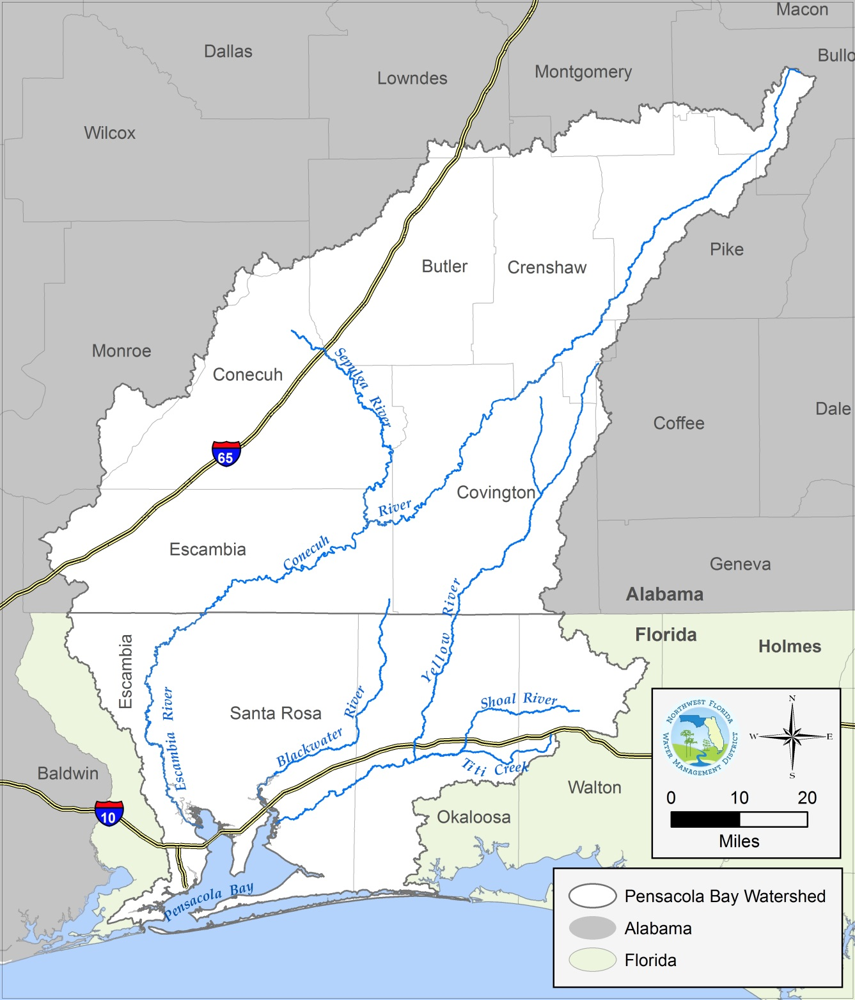 Macon
Dallas
Bullo
Lowndes
Montgomery
Wilcox
Pike
Butler
Crenshaw
Monroe
Conecuh
Sepulga River
Coffee
Dale
65
Covington
River
Conecuh
Escambia
Geneva
Yellow River
Alabama
Florida
Holmes
Escambia
Escambia River
Santa Rosa
Blackwater River
Shoal River
Titi Creek
Baldwin
Walton
10
Okaloosa
Pensacola Bay
NORTHWEST FLORIDA
WATER MANAGEMENT DISTRICT
N
W
E
S
0 10 20
Miles
Pensacola Bay Watershed
Alabama
Florida